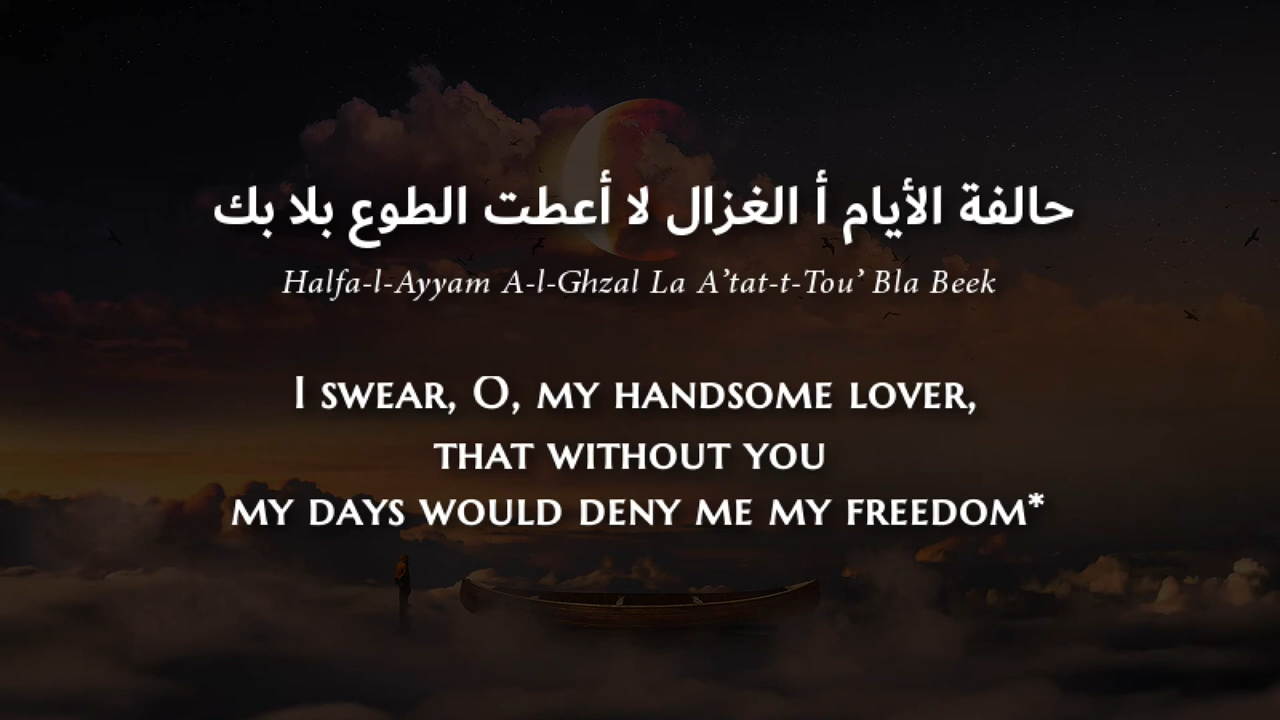 حالفة الأيام أ الغزال لا أعطت الطوع بلا بك
Halfa-l-Ayyam A-l-Ghzal La A’tat-t-Tou’ Bla Beek
I SWEAR, O, MY HANDSOME LOVER,
THAT WITHOUT YOU
MY DAYS WOULD DENY ME MY FREEDOM*